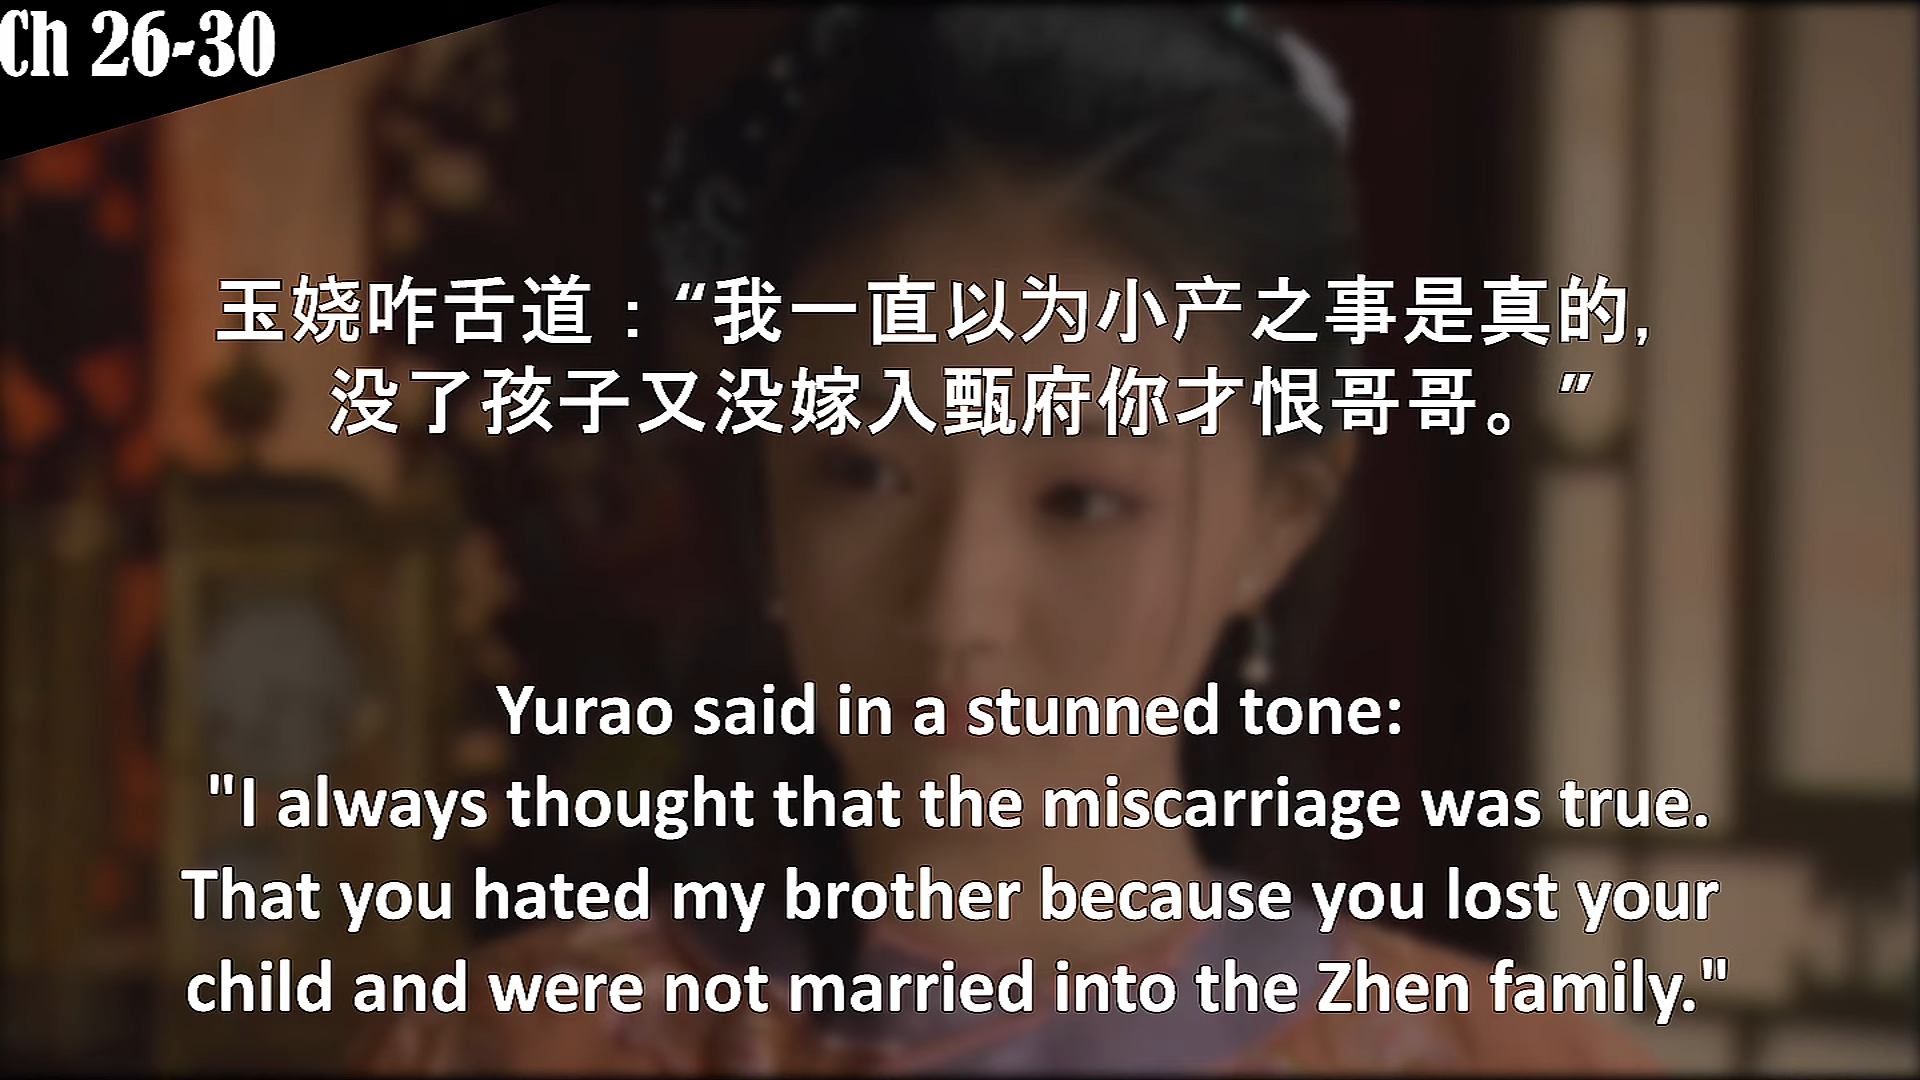 Ch 26-30
玉娆咋舌道：“我一直以为小产之事是真的,
没了孩子又没嫁入甄府你才恨哥哥。”
Yurao said in a stunned tone:
"I always thought that the miscarriage was true.
That you hated my brother because you lost your
child and were not married into the Zhen family."